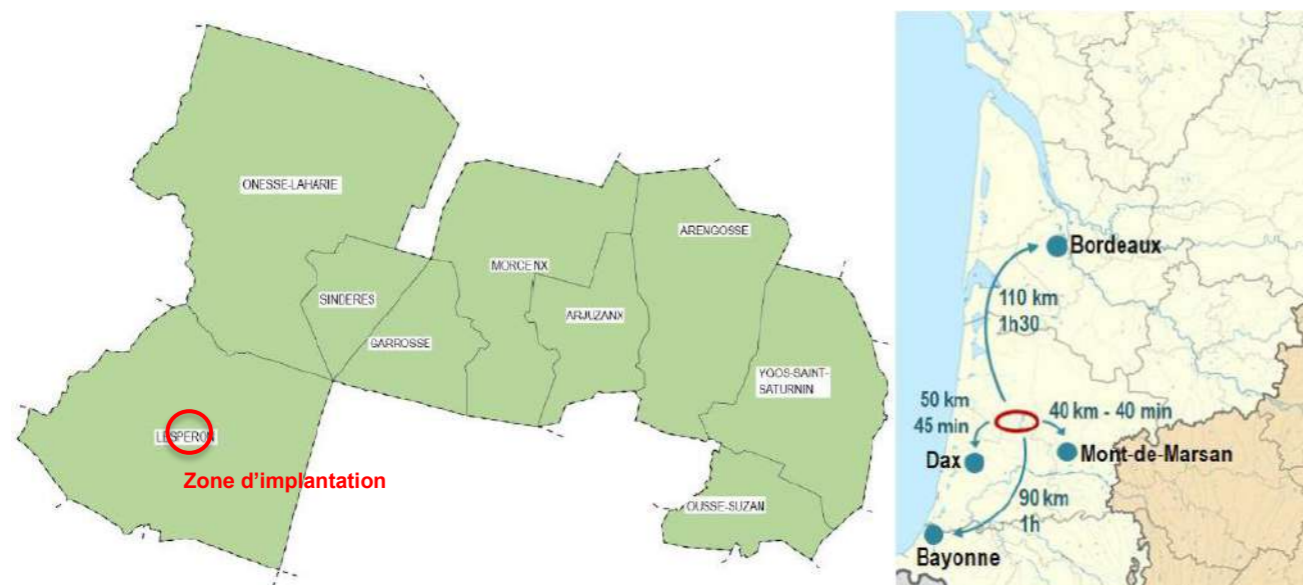 ONESSE-LAHARIE
ARENGOSSE
MORCENX
SINDERES
ARJUZANX
GARROSSE
YGOS-SAINT-
SATURNIN
LESPERON
Zone d'implantation
OUSSE-SUZAN
Bordeaux
110 km
1h30
50 km
45 min
40 km - 40 min
Dax
Mont-de-Marsan
90 km
1h
Bayonne